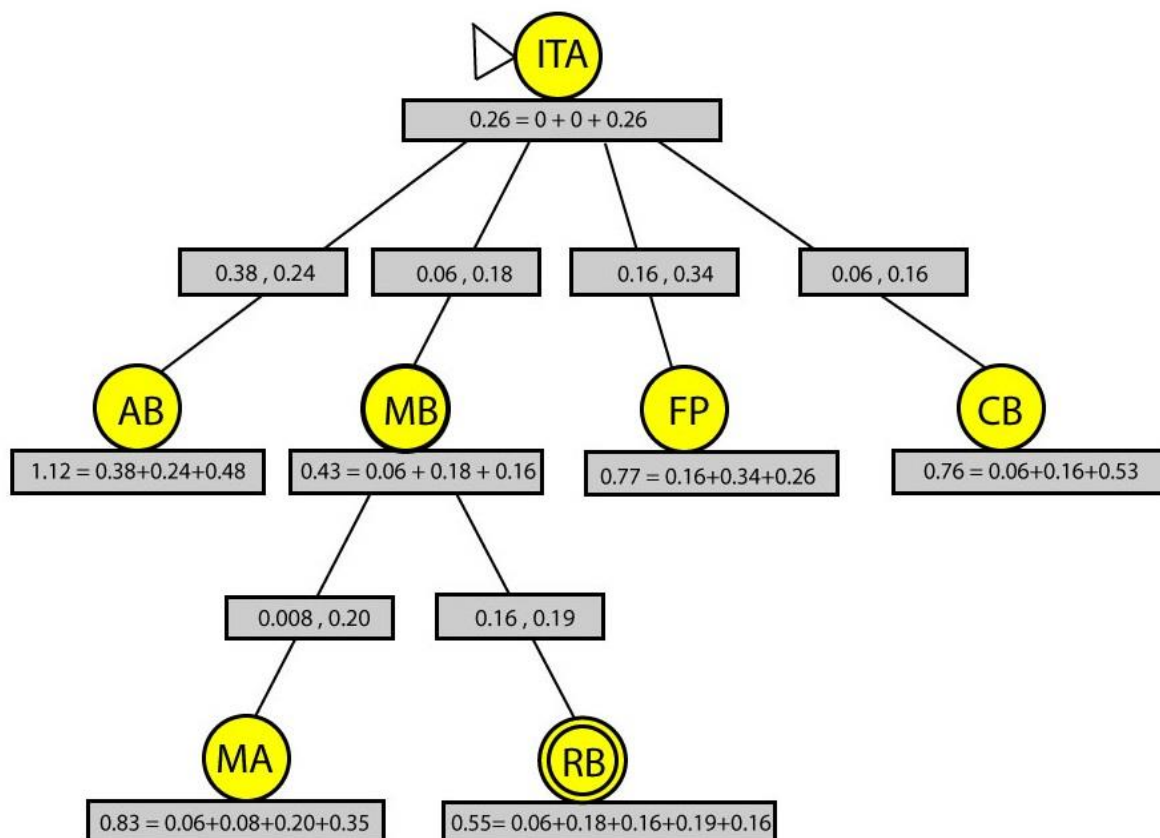 ITA
0.26 = 0 + 0 + 0.26
0.38 , 0.24
0.06 , 0.18
0.16 , 0.34
0.06 , 0.16
AB
MB
FP
CB
1.12 = 0.38+0.24+0.48
0.43 = 0.06 + 0.18 + 0.16
0.77 = 0.16+0.34+0.26
0.76 = 0.06+0.16+0.53
0.008 , 0.20
0.16 , 0.19
MA
RB
0.83 = 0.06+0.08+0.20+0.35
0.55= 0.06+0.18+0.16+0.19+0.16